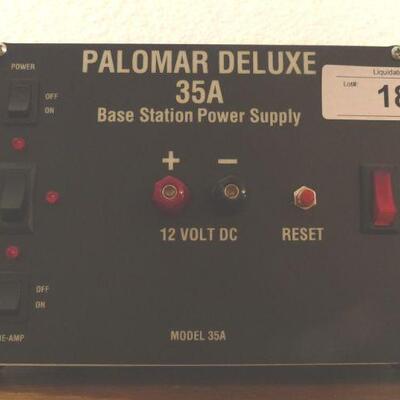 PALOMAR DELUXE
35A
Base Station Power Supply
POWER
OFF
ON
Lot#:
18
+ −
12 VOLT DC
RESET
OFF
ON
MODEL 35A